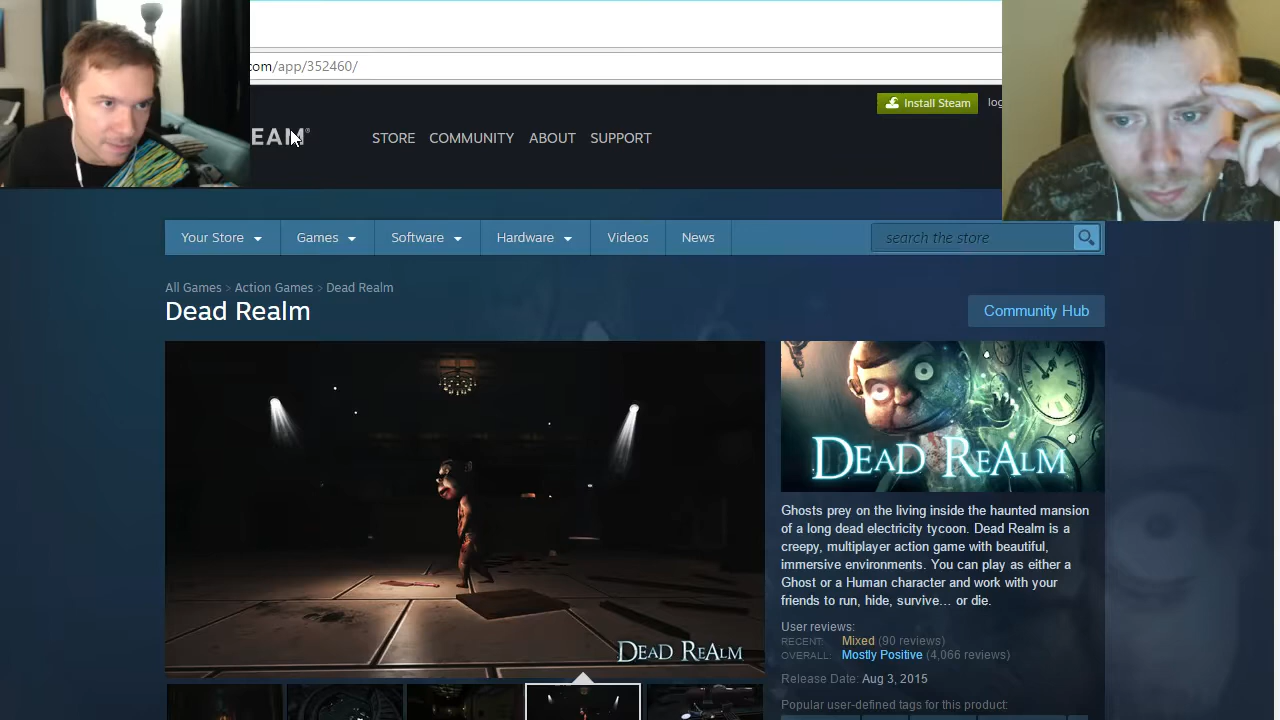 com/app/352460/
Install Steam
log
EAM®
STORE COMMUNITY ABOUT SUPPORT
Your Store Games Software Hardware Videos News
search the store
All Games > Action Games > Dead Realm
Dead Realm
Community Hub
DEAD REALM
Ghosts prey on the living inside the haunted mansion
of a long dead electricity tycoon. Dead Realm is a
creepy, multiplayer action game with beautiful,
immersive environments. You can play as either a
Ghost or a Human character and work with your
friends to run, hide, survive… or die.
User reviews:
RECENT: Mixed (90 reviews)
OVERALL: Mostly Positive (4,066 reviews)
DEAD REALM
Release Date: Aug 3, 2015
Popular user-defined tags for this product: